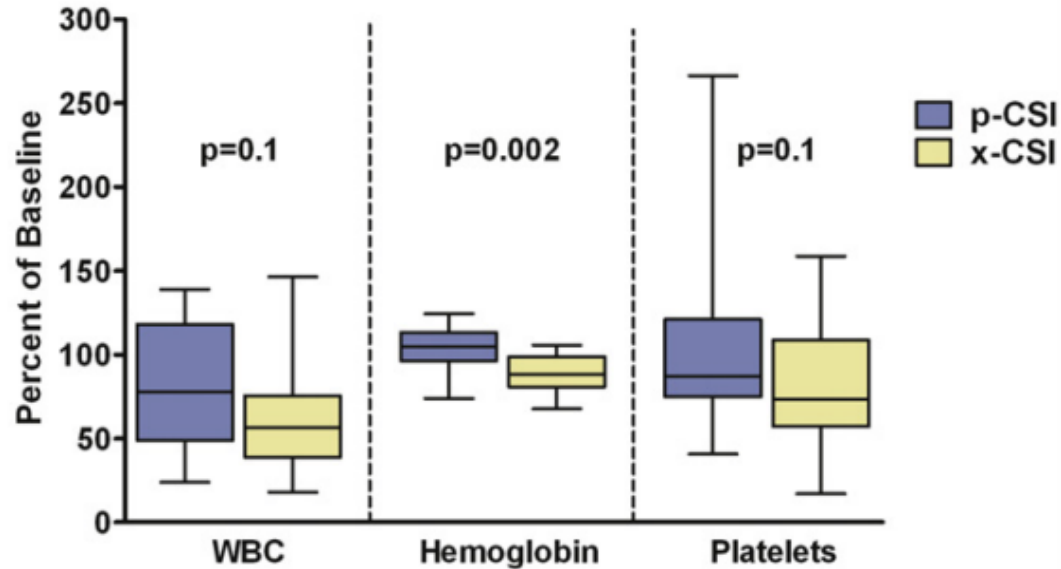 300
250
200
150
100
50
0
Percent of Baseline
p=0.1
p=0.002
p=0.1
p-CSI
x-CSI
WBC
Hemoglobin
Platelets